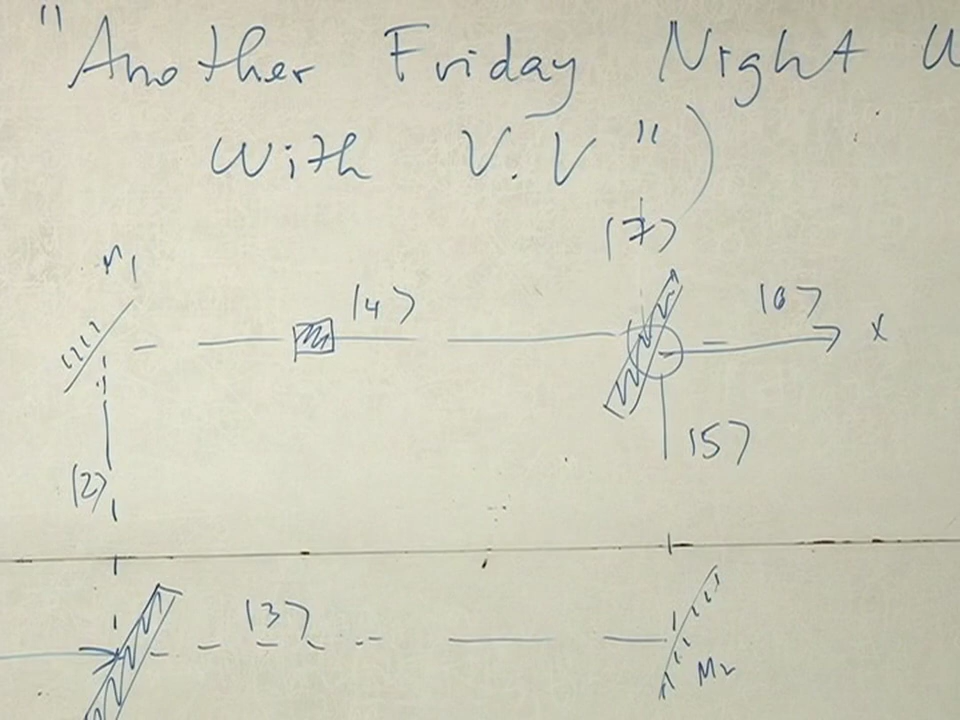 "Another Friday Night W
With V.V")
|7>
M1
|4>
|6>
x
|5>
|2>
|3>
M2